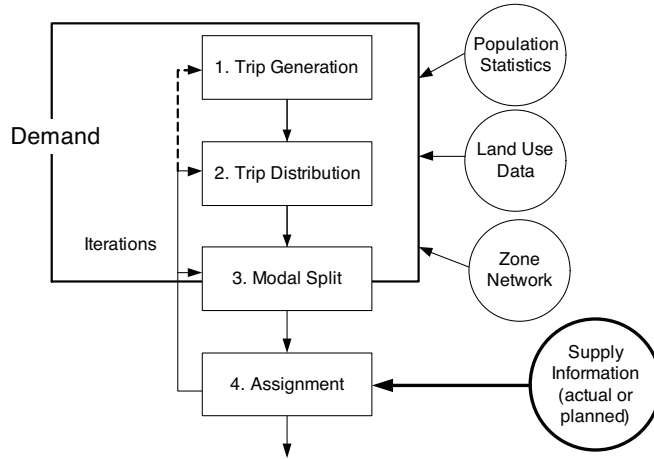 1. Trip Generation
Population
Statistics
Demand
2. Trip Distribution
Land Use
Data
Iterations
3. Modal Split
Zone
Network
4. Assignment
Supply
Information
(actual or
planned)